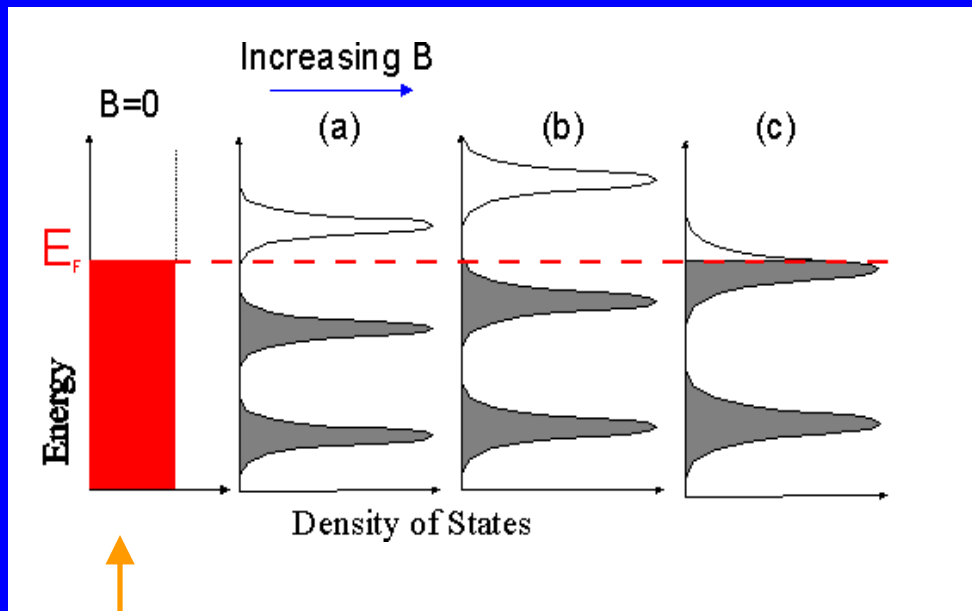 Increasing B
B=0
(a)
(b)
(c)
EF
Energy
Density of States